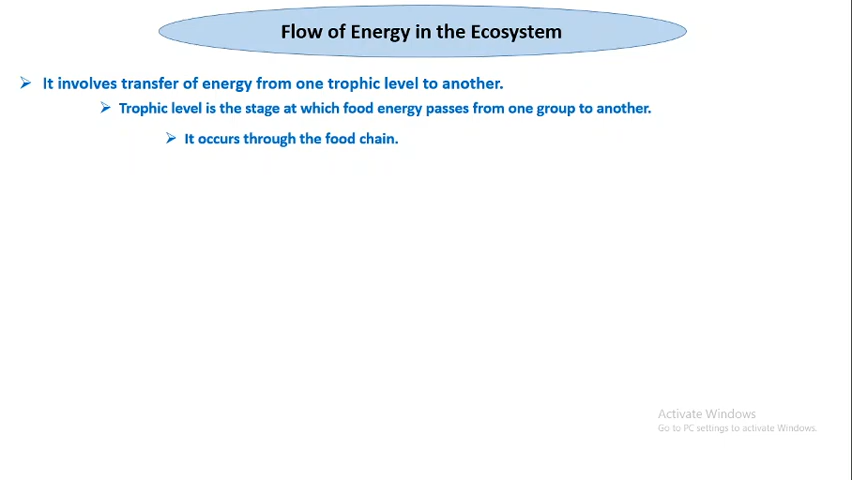 Flow of Energy in the Ecosystem
It involves transfer of energy from one trophic level to another.
Trophic level is the stage at which food energy passes from one group to another.
It occurs through the food chain.
Activate Windows
Go to PC settings to activate Windows.